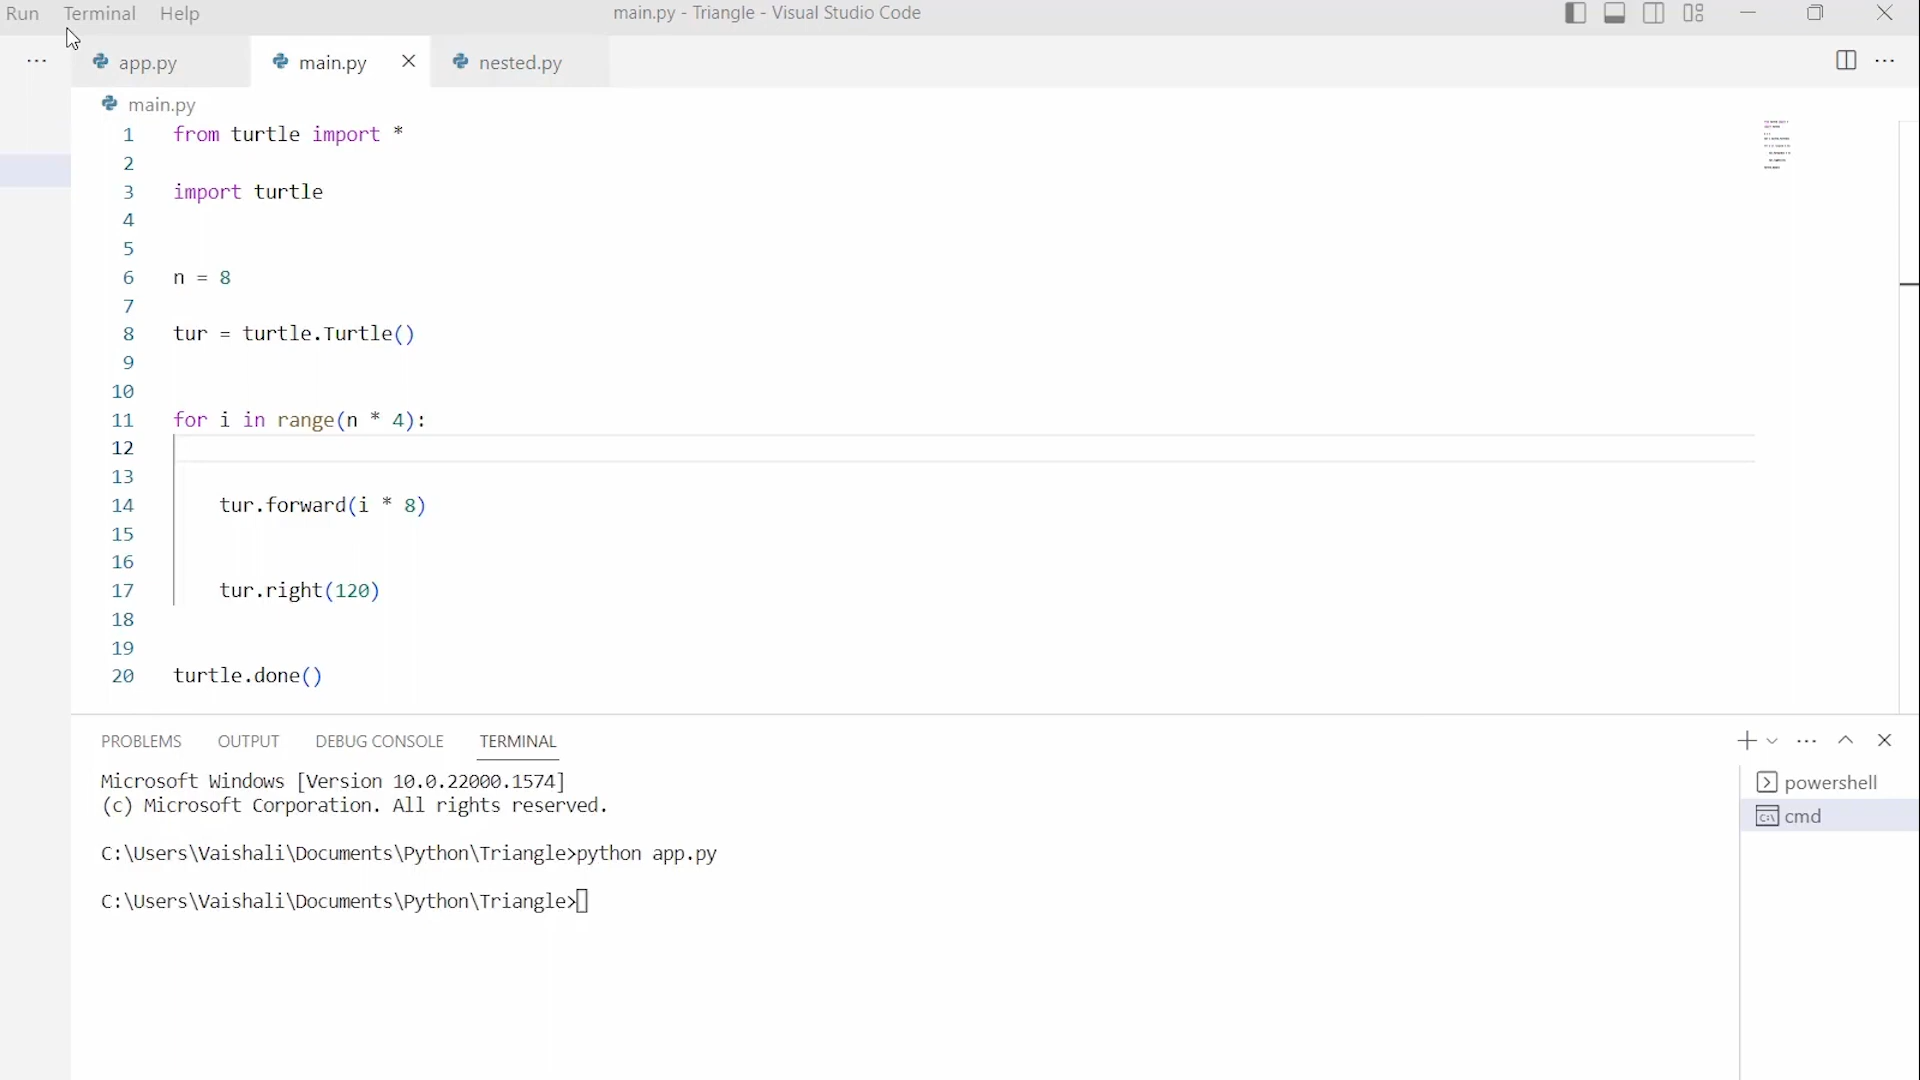 Run Terminal Help main.py - Triangle - Visual Studio Code
app.py main.py nested.py
main.py
1 from turtle import *
2
3 import turtle
4
5
6 n = 8
7
8 tur = turtle.Turtle()
9
10
11 for i in range(n * 4):
12
13
14 tur.forward(i * 8)
15
16
17 tur.right(120)
18
19
20 turtle.done()
PROBLEMS OUTPUT DEBUG CONSOLE TERMINAL
Microsoft Windows [Version 10.0.22000.1574]
(c) Microsoft Corporation. All rights reserved.
C:\Users\Vaishali\Documents\Python\Triangle>python app.py
C:\Users\Vaishali\Documents\Python\Triangle>
powershell
cmd